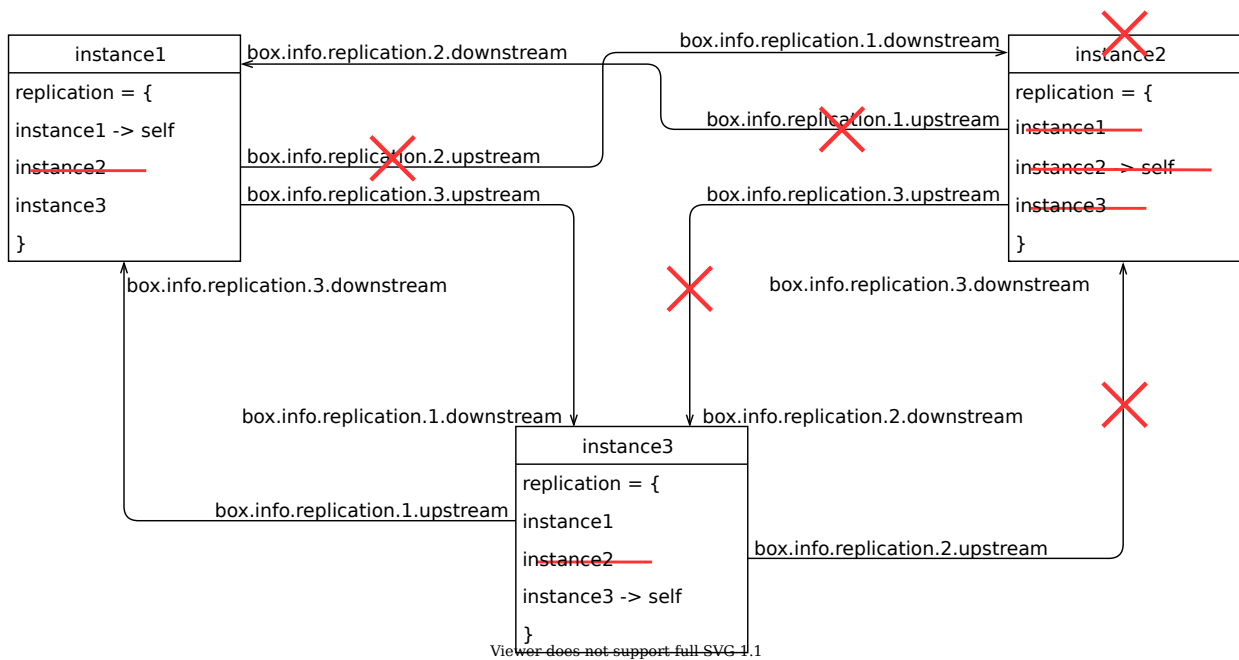 instance1
replication = {
instance1 -> self
instance2
instance3
}
box.info.replication.2.downstream
box.info.replication.2.upstream
box.info.replication.3.upstream
box.info.replication.3.downstream
box.info.replication.1.downstream
instance2
replication = {
instance1
instance2 -> self
instance3
}
box.info.replication.1.upstream
box.info.replication.3.upstream
box.info.replication.3.downstream
box.info.replication.1.downstream
box.info.replication.2.downstream
instance3
replication = {
instance1
instance2
instance3 -> self
}
box.info.replication.1.upstream
box.info.replication.2.upstream
Viewer does not support full SVG 1.1